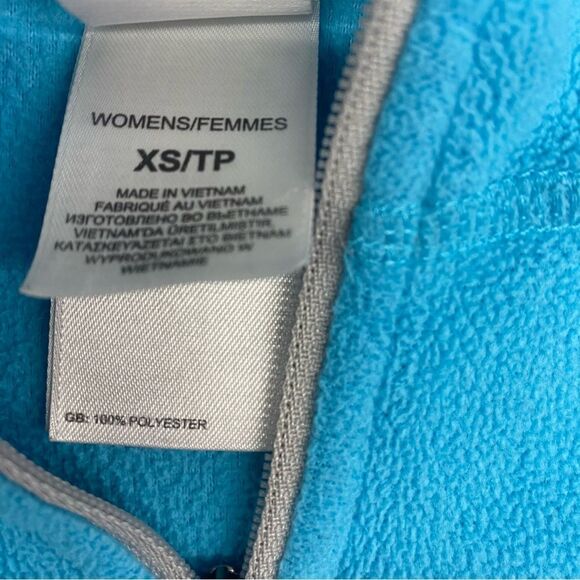 WOMENS/FEMMES
XS/TP
MADE IN VIETNAM
FABRIQUÉ AU VIETNAM
ИЗГОТОВЛЕНО ВО ВЬЕТНАМЕ
VIETNAM'DA ÜRETILMIŞTIR
ΚΑΤΑΣΚΕΥΑΖΕΤΑΙ ΣΤΟ ΒΙΕΤΝΑΜ
WYPRODUKOWANO W
WIETNAMIE
GB: 100% POLYESTER